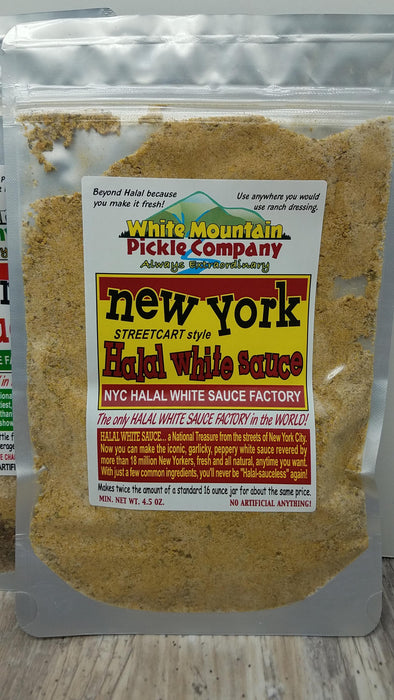 Beyond Halal because
you make it fresh!
Use anywhere you would
use ranch dressing.
White Mountain
Pickle Company
Always Extraordinary
new york
STREETCART style
Halal white sauce
NYC HALAL WHITE SAUCE FACTORY
The only HALAL WHITE SAUCE FACTORY in the WORLD!
HALAL WHITE SAUCE... a National Treasure from the streets of New York City.
Now you can make the iconic, garlicky, peppery white sauce revered by
more than 18 million New Yorkers, fresh and all natural, anytime you want.
With just a few common ingredients, you'll never be "Halal-sauceless" again!
Makes twice the amount of a standard 16 ounce jar for about the same price.
MIN. NET WT. 4.5 OZ. NO ARTIFICIAL ANYTHING!